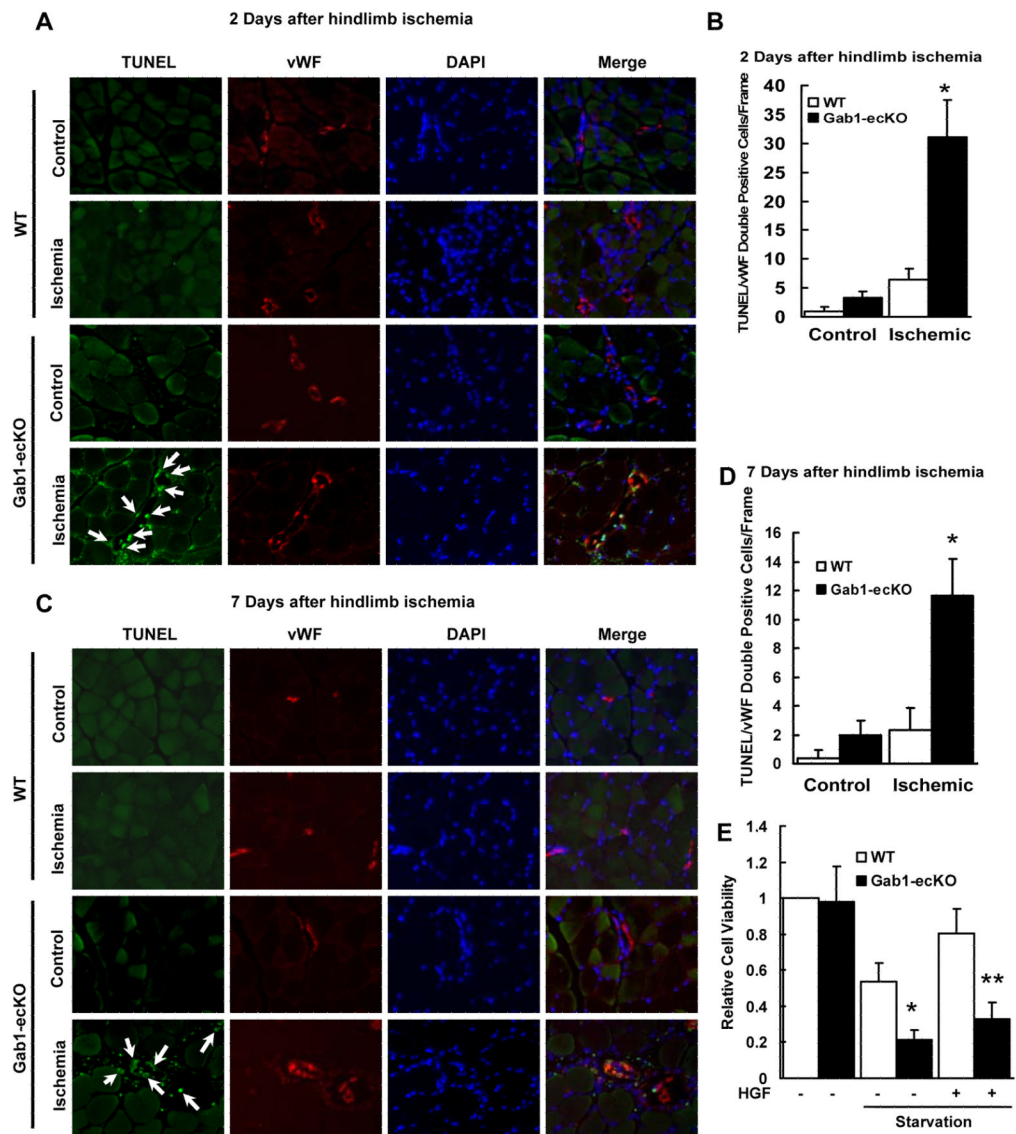 A
2 Days after hindlimb ischemia
TUNEL vWF DAPI Merge
WT
Control
Ischemia
Gab1-ecKO
Control
Ischemia
B
2 Days after hindlimb ischemia
TUNEL/vWF Double Positive Cells/Frame
40
35
30
25
20
15
10
5
0
WT
Gab1-ecKO
*
Control Ischemic
C
7 Days after hindlimb ischemia
TUNEL vWF DAPI Merge
WT
Control
Ischemia
Gab1-ecKO
Control
Ischemia
D
7 Days after hindlimb ischemia
TUNEL/vWF Double Positive Cells/Frame
16
14
12
10
8
6
4
2
0
WT
Gab1-ecKO
*
Control Ischemic
E
Relative Cell Viability
1.4
1.2
1
0.8
0.6
0.4
0.2
0
WT
Gab1-ecKO
*
**
HGF - - - - + +
Starvation